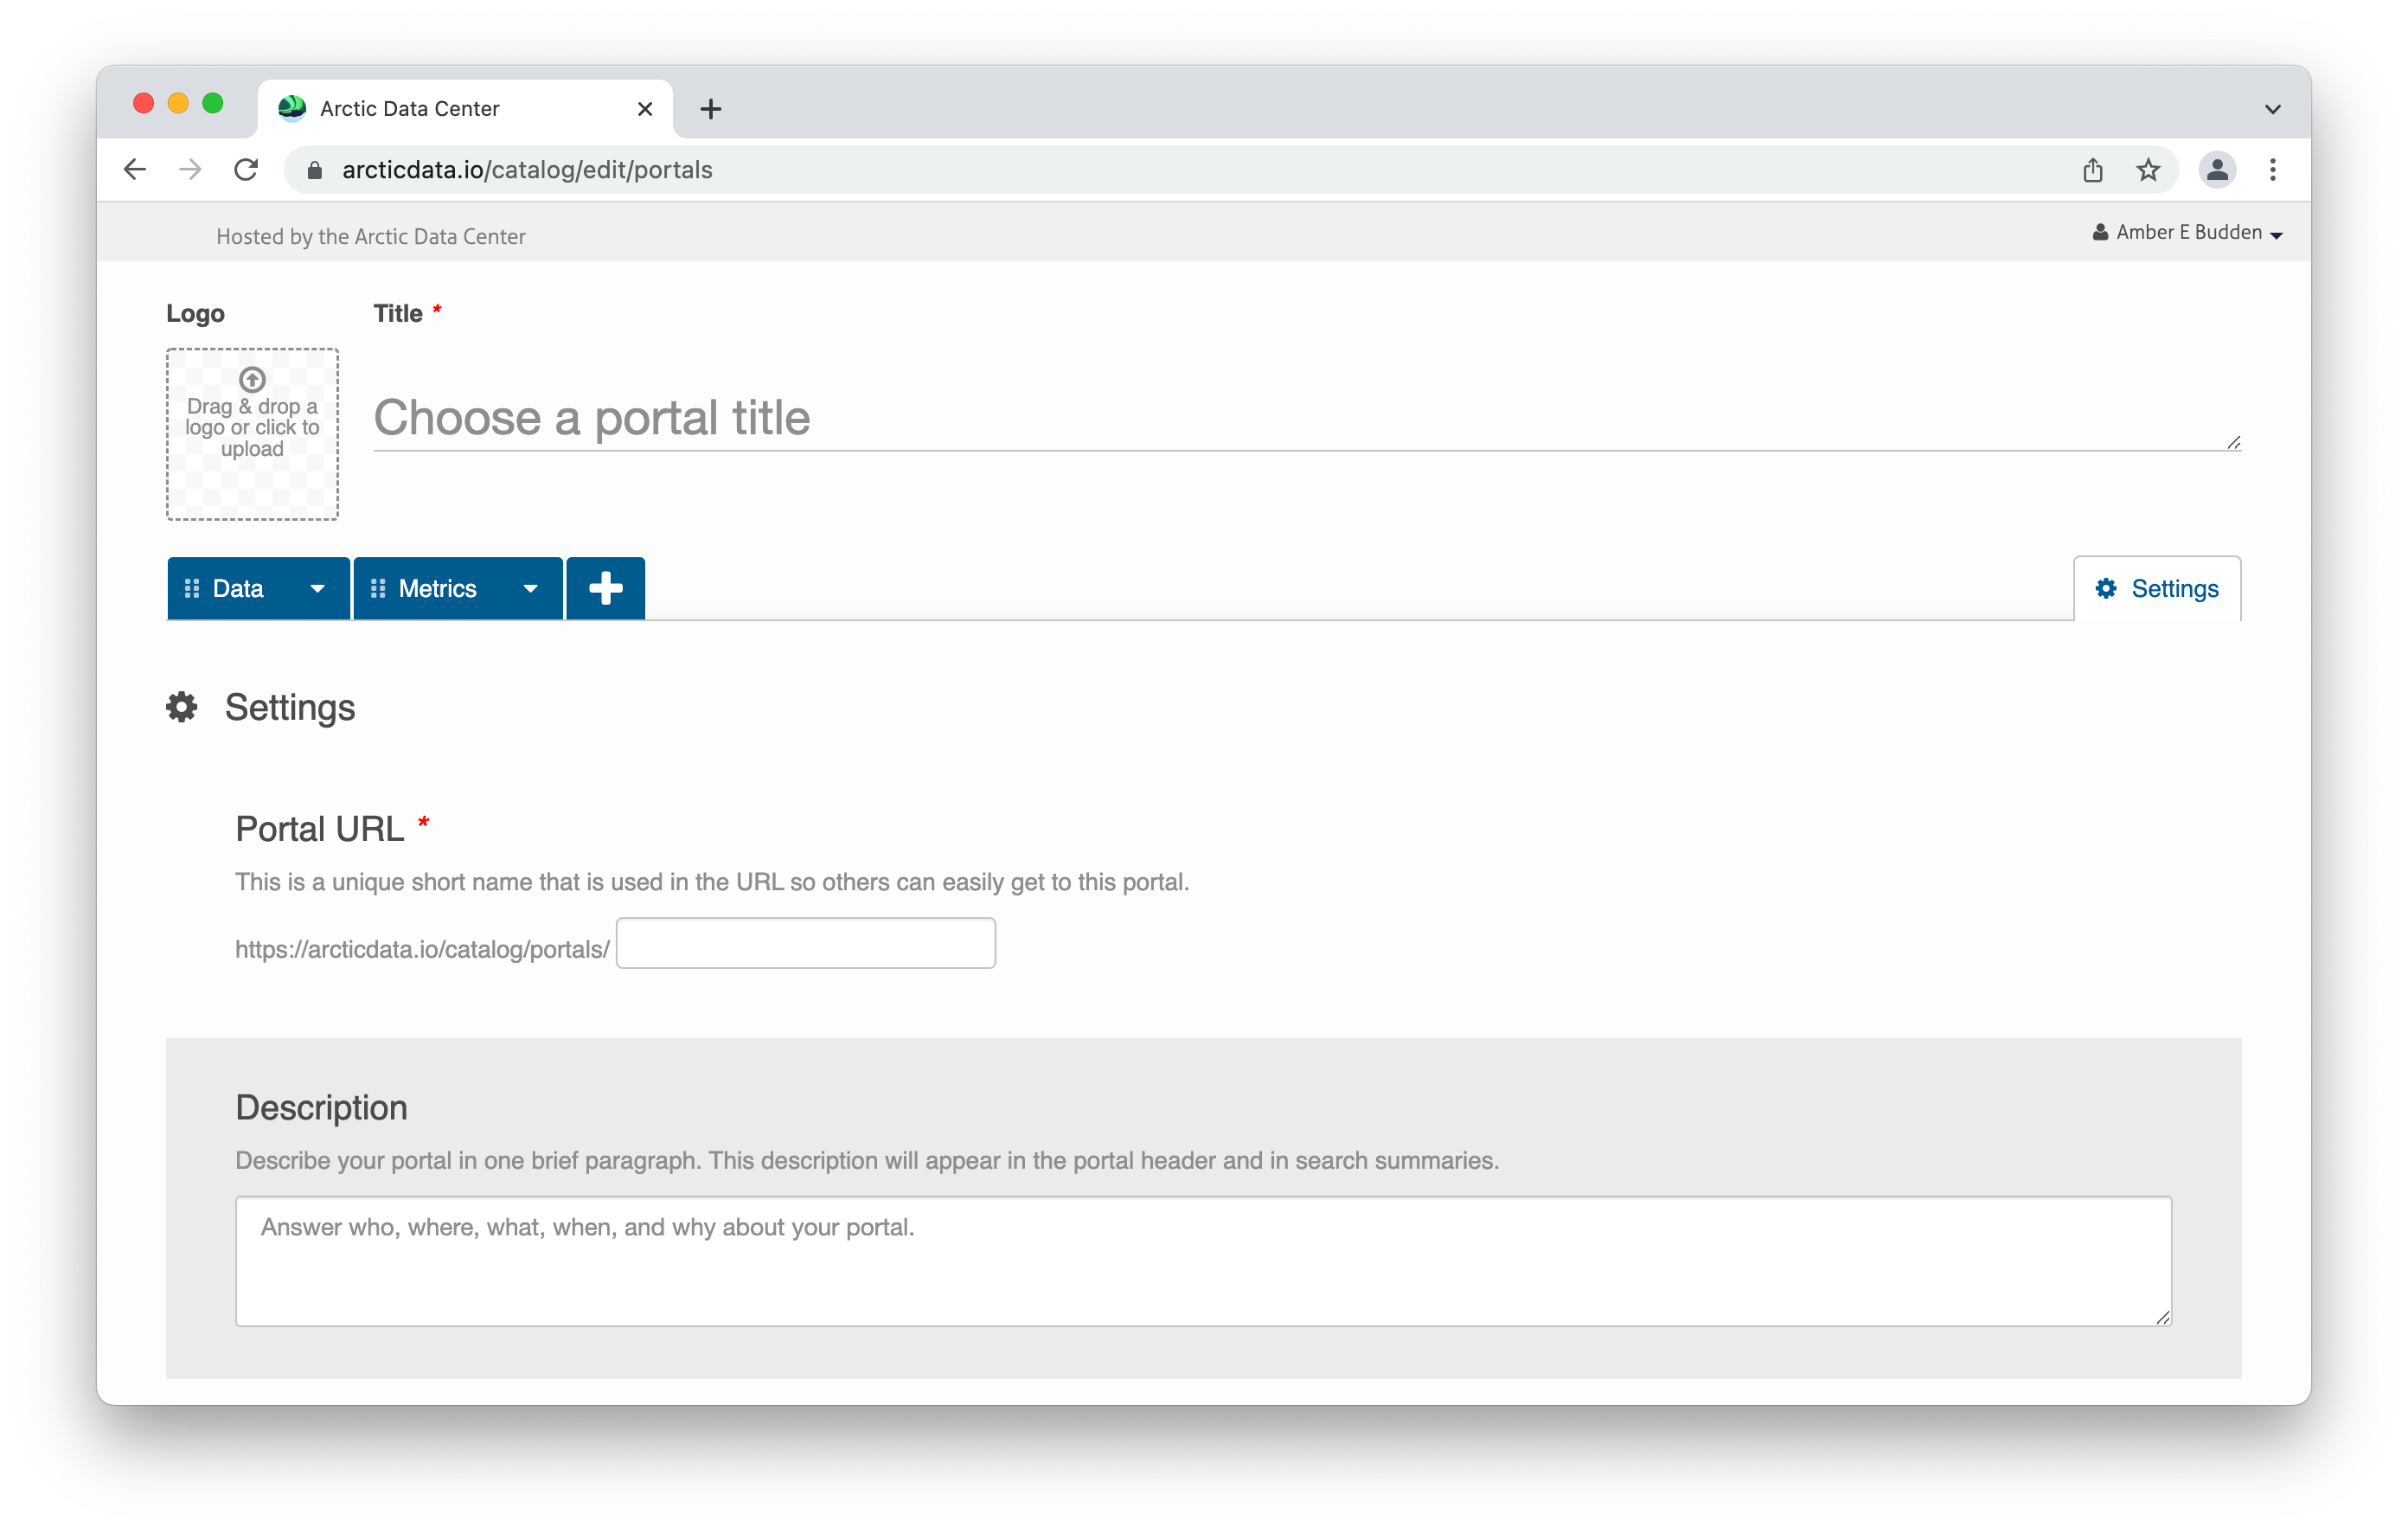 Arctic Data Center
arcticdata.io/catalog/edit/portals
Hosted by the Arctic Data Center
Amber E Budden
Logo
Title *
Drag & drop a
logo or click to
upload
Choose a portal title
Data
Metrics
Settings
Settings
Portal URL *
This is a unique short name that is used in the URL so others can easily get to this portal.
https://arcticdata.io/catalog/portals/
Description
Describe your portal in one brief paragraph. This description will appear in the portal header and in search summaries.
Answer who, where, what, when, and why about your portal.